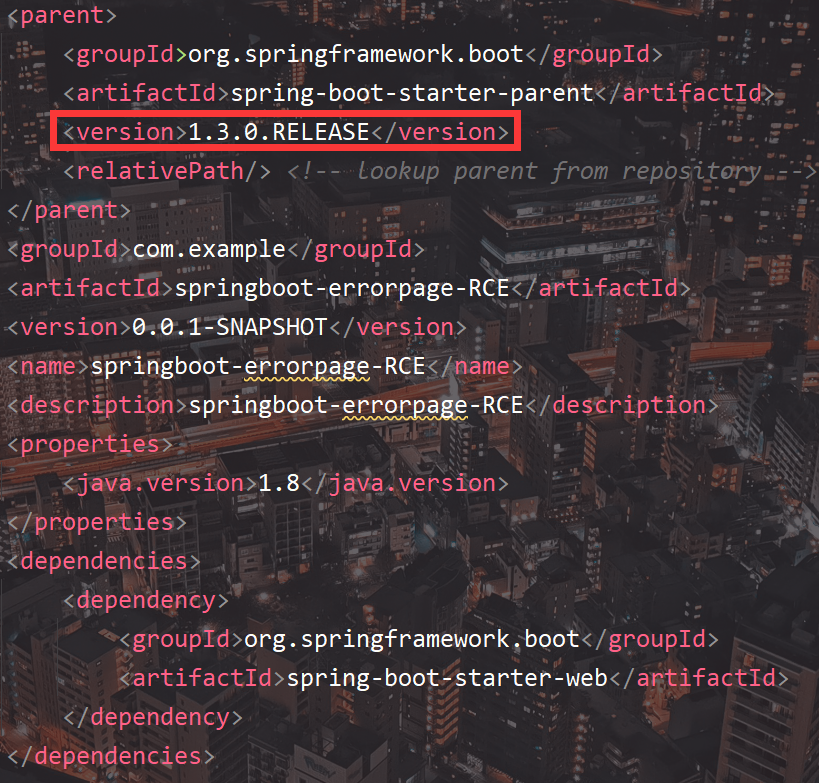 <parent>
<groupId>org.springframework.boot</groupId>
<artifactId>spring-boot-starter-parent</artifactId>
<version>1.3.0.RELEASE</version>
<relativePath/> <!-- lookup parent from repository -->
</parent>
<groupId>com.example</groupId>
<artifactId>springboot-errorpage-RCE</artifactId>
<version>0.0.1-SNAPSHOT</version>
<name>springboot-errorpage-RCE</name>
<description>springboot-errorpage-RCE</description>
<properties>
<java.version>1.8</java.version>
</properties>
<dependencies>
<dependency>
<groupId>org.springframework.boot</groupId>
<artifactId>spring-boot-starter-web</artifactId>
</dependency>
</dependencies>